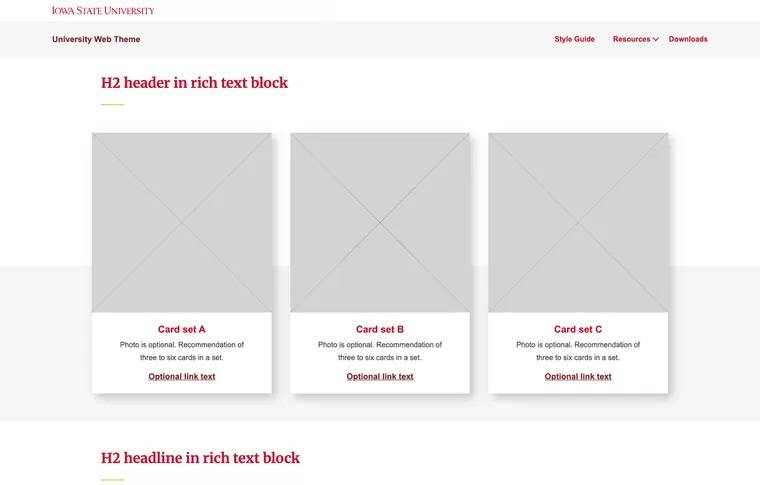 Iowa State University
University Web Theme
Style Guide Resources Downloads
H2 header in rich text block
Card set A
Photo is optional. Recommendation of
three to six cards in a set.
Optional link text
Card set B
Photo is optional. Recommendation of
three to six cards in a set.
Optional link text
Card set C
Photo is optional. Recommendation of
three to six cards in a set.
Optional link text
H2 headline in rich text block